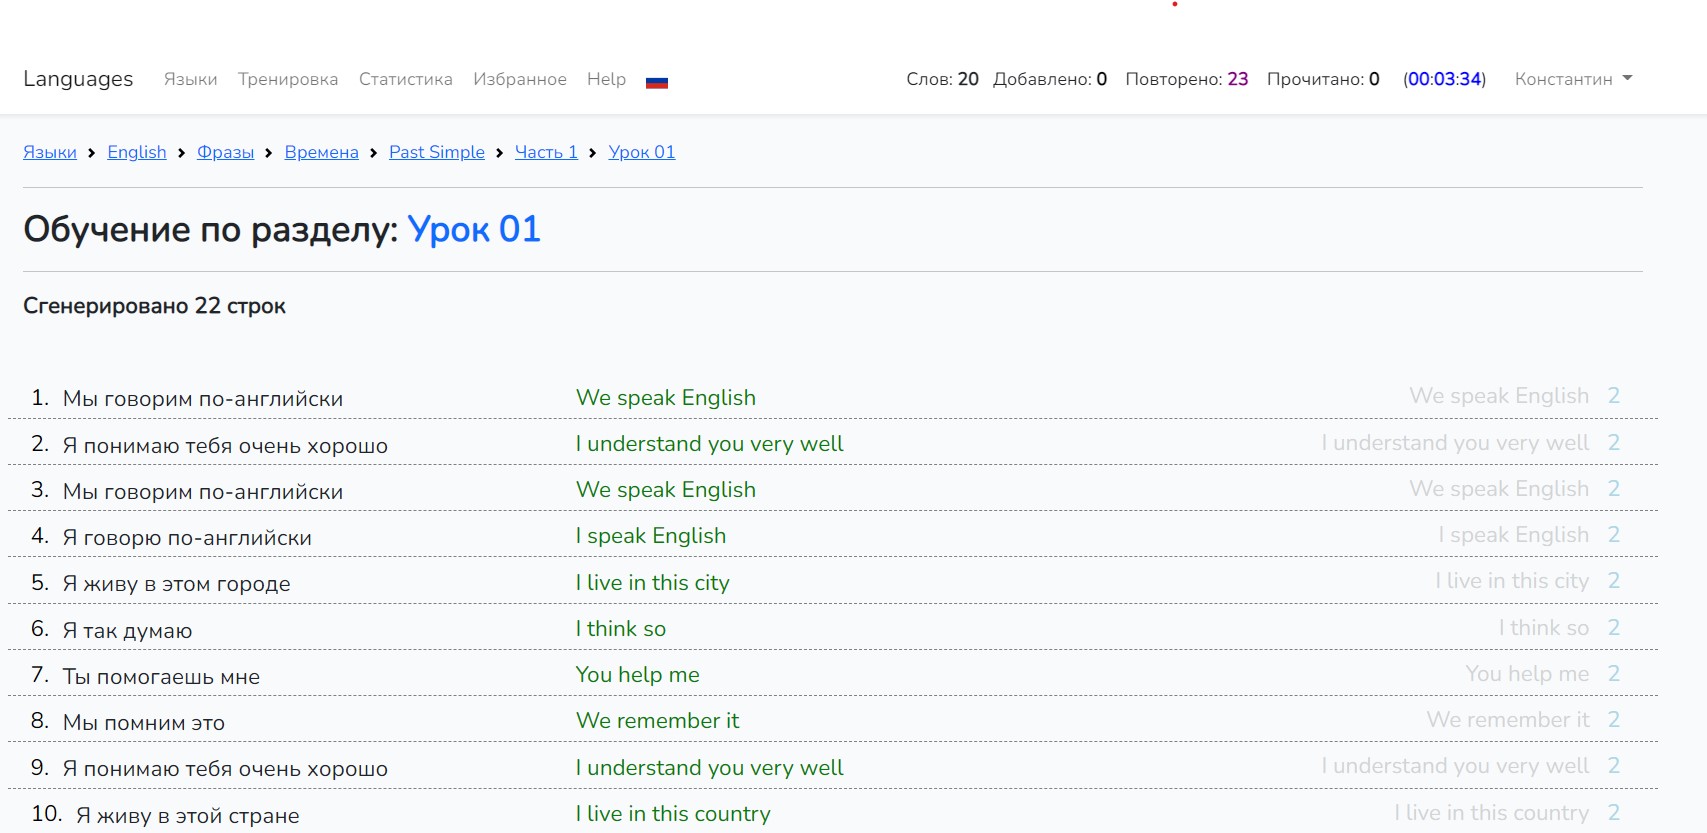 Languages Языки Тренировка Статистика Избранное Help Слов: 20 Добавлено: 0 Повторено: 23 Прочитано: 0 (00:03:34) Константин
Языки > English > Фразы > Времена > Past Simple > Часть 1 > Урок 01
Обучение по разделу: Урок 01
Сгенерировано 22 строк
1. Мы говорим по-английски We speak English We speak English 2
2. Я понимаю тебя очень хорошо I understand you very well I understand you very well 2
3. Мы говорим по-английски We speak English We speak English 2
4. Я говорю по-английски I speak English I speak English 2
5. Я живу в этом городе I live in this city I live in this city 2
6. Я так думаю I think so I think so 2
7. Ты помогаешь мне You help me You help me 2
8. Мы помним это We remember it We remember it 2
9. Я понимаю тебя очень хорошо I understand you very well I understand you very well 2
10. Я живу в этой стране I live in this country I live in this country 2